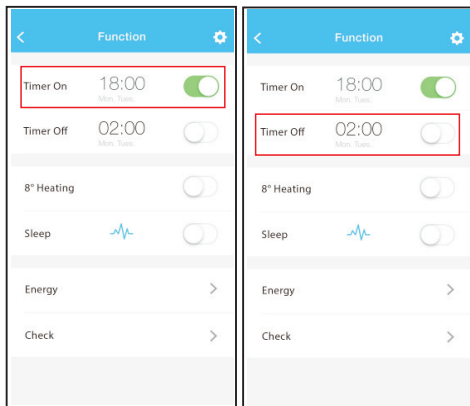 Function
Timer On 18:00
Mon. Tues.
Timer Off 02:00
Mon. Tues.
8° Heating
Sleep
Energy
Check
Function
Timer On 18:00
Mon. Tues.
Timer Off 02:00
Mon. Tues.
8° Heating
Sleep
Energy
Check